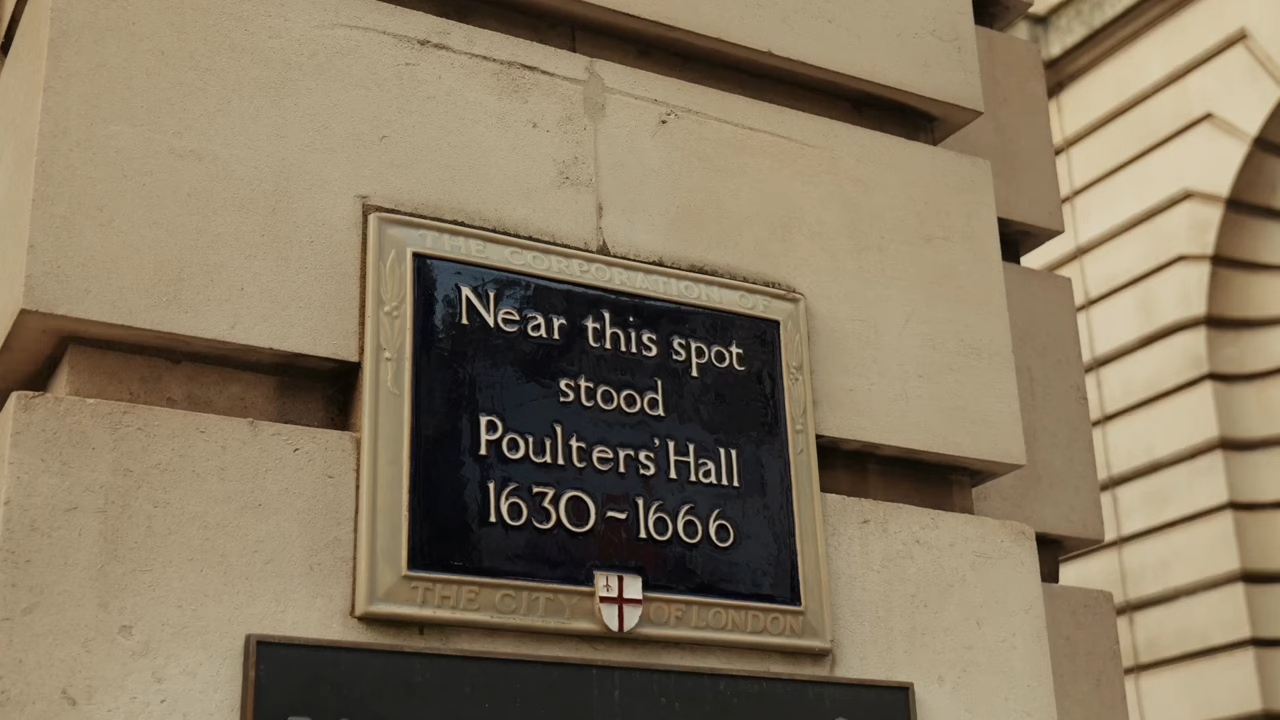 THE CORPORATION OF
Near this spot
stood
Poulters' Hall
1630~1666
THE CITY OF LONDON